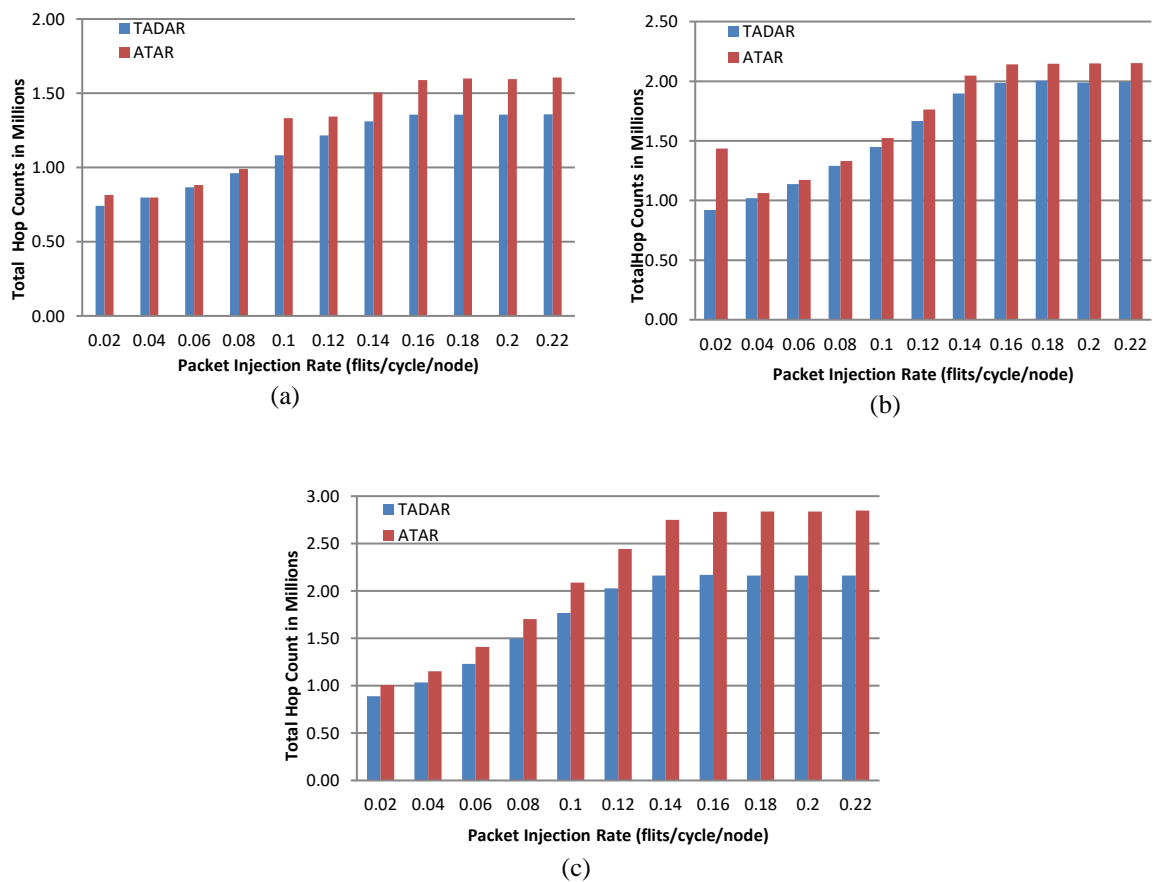 2.00
TADAR
ATAR
1.50
1.00
0.50
0.00
Total Hop Counts in Millions
0.02 0.04 0.06 0.08 0.1 0.12 0.14 0.16 0.18 0.2 0.22
Packet Injection Rate (flits/cycle/node)
(a)
2.50
TADAR
ATAR
2.00
1.50
1.00
0.50
0.00
TotalHop Counts in Millions
0.02 0.04 0.06 0.08 0.1 0.12 0.14 0.16 0.18 0.2 0.22
Packet Injection Rate (flits/cycle/node)
(b)
3.00
TADAR
ATAR
2.50
2.00
1.50
1.00
0.50
0.00
Total Hop Count in Millions
0.02 0.04 0.06 0.08 0.1 0.12 0.14 0.16 0.18 0.2 0.22
Packet Injection Rate (flits/cycle/node)
(c)